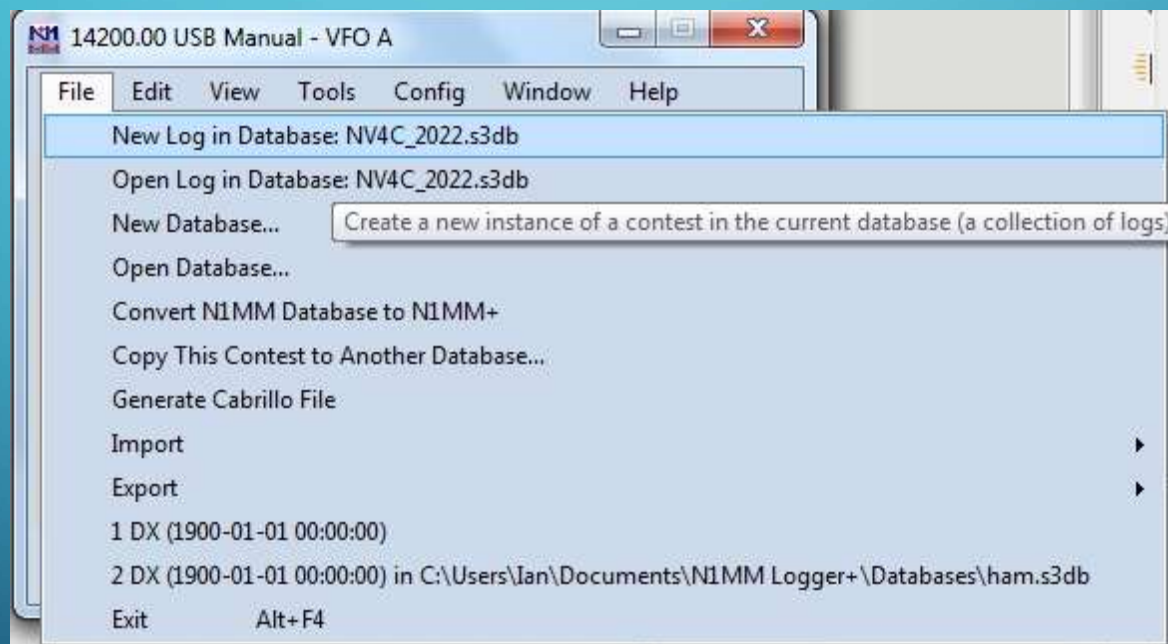 14200.00 USB Manual - VFO A
File Edit View Tools Config Window Help
New Log in Database: NV4C_2022.s3db
Open Log in Database: NV4C_2022.s3db
New Database...
Create a new instance of a contest in the current database (a collection of logs)
Open Database...
Convert N1MM Database to N1MM+
Copy This Contest to Another Database...
Generate Cabrillo File
Import
Export
1 DX (1900-01-01 00:00:00)
2 DX (1900-01-01 00:00:00) in C:\Users\Ian\Documents\N1MM Logger+\Databases\ham.s3db
Exit Alt+F4